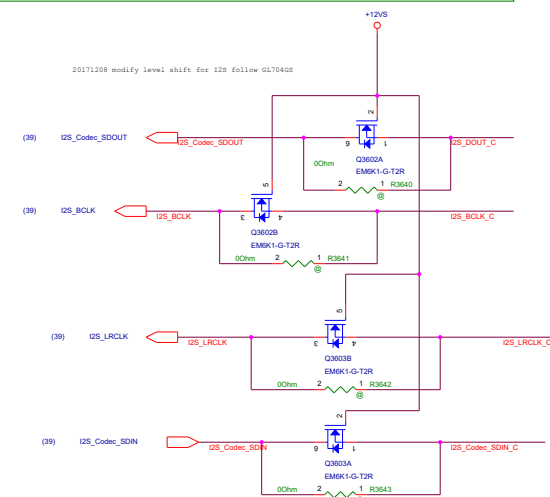 +12VS
20171208 modify level shift for I2S follow GL704GS
2
(39) I2S_Codec_SDOUT I2S_Codec_SDOUT 6 1 I2S_DOUT_C
Q3602A
EM6K1-G-T2R
0Ohm 2 1 R3640
@
5
(39) I2S_BCLK I2S_BCLK 3 4 I2S_BCLK_C
Q3602B
EM6K1-G-T2R
0Ohm 2 1 R3641
@
5
(39) I2S_LRCLK I2S_LRCLK 3 4 I2S_LRCLK_C
Q3603B
EM6K1-G-T2R
0Ohm 2 1 R3642
@
2
(39) I2S_Codec_SDIN I2S_Codec_SDIN 6 1 I2S_Codec_SDIN_C
Q3603A
EM6K1-G-T2R
0Ohm 2 1 R3643